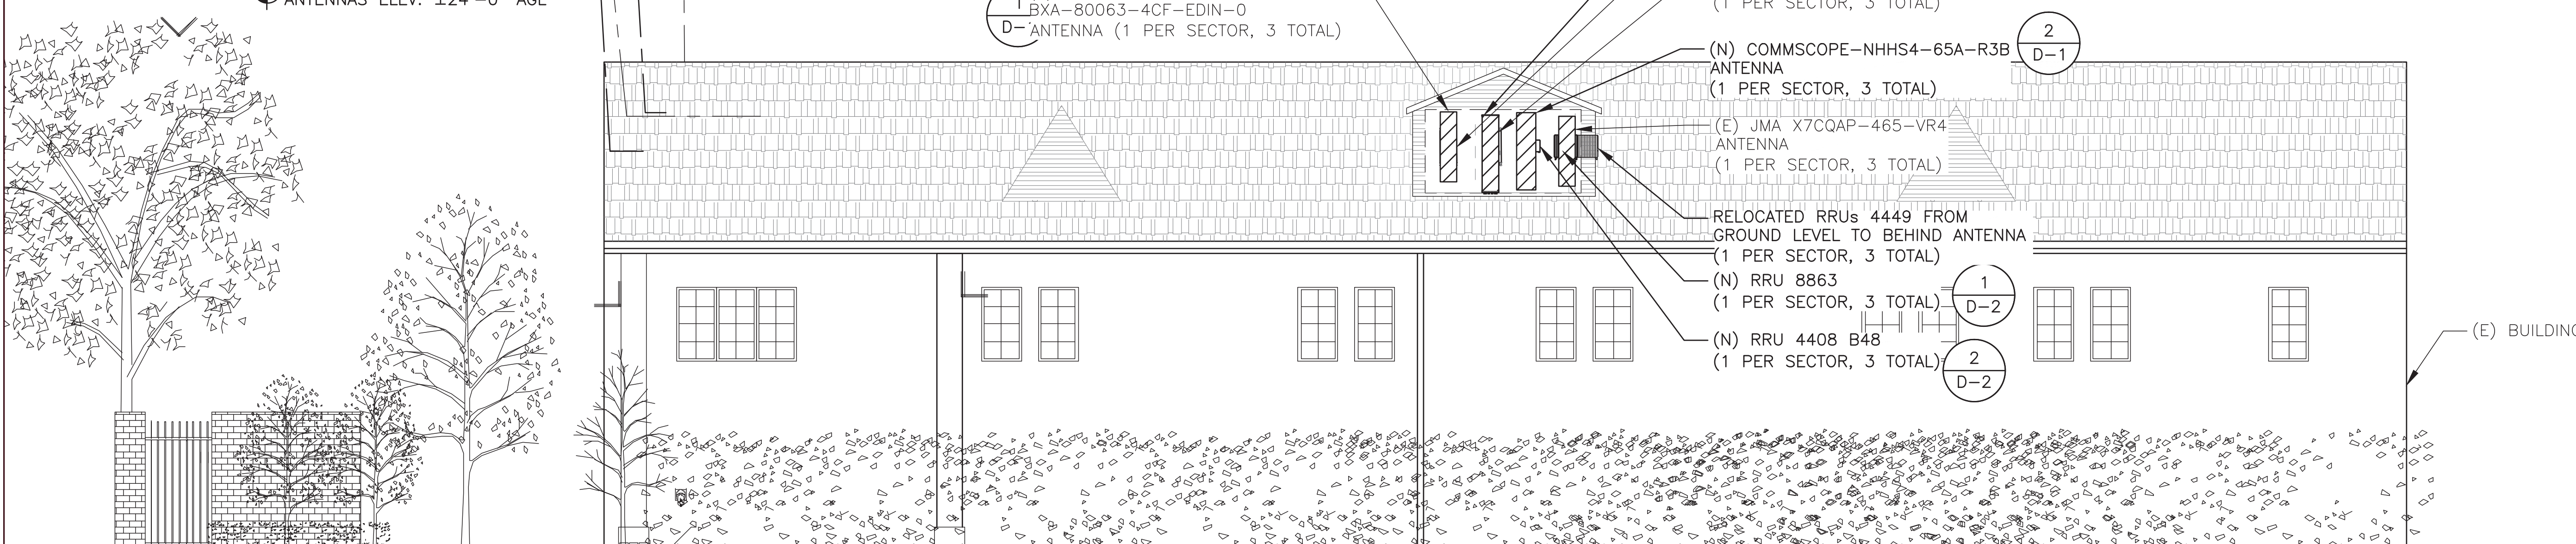 ANTENNAS ELEV. ±24'-0" AGL
1
D-
BXA-80063-4CF-EDIN-0
ANTENNA (1 PER SECTOR, 3 TOTAL)
(1 PER SECTOR, 3 TOTAL)
(N) COMMSCOPE-NHHS4-65A-R3B
ANTENNA
(1 PER SECTOR, 3 TOTAL)
2
D-1
(E) JMA X7CQAP-465-VR4
ANTENNA
(1 PER SECTOR, 3 TOTAL)
RELOCATED RRUs 4449 FROM
GROUND LEVEL TO BEHIND ANTENNA
(1 PER SECTOR, 3 TOTAL)
(N) RRU 8863
(1 PER SECTOR, 3 TOTAL)
1
D-2
(N) RRU 4408 B48
(1 PER SECTOR, 3 TOTAL)
2
D-2
(E) BUILDING